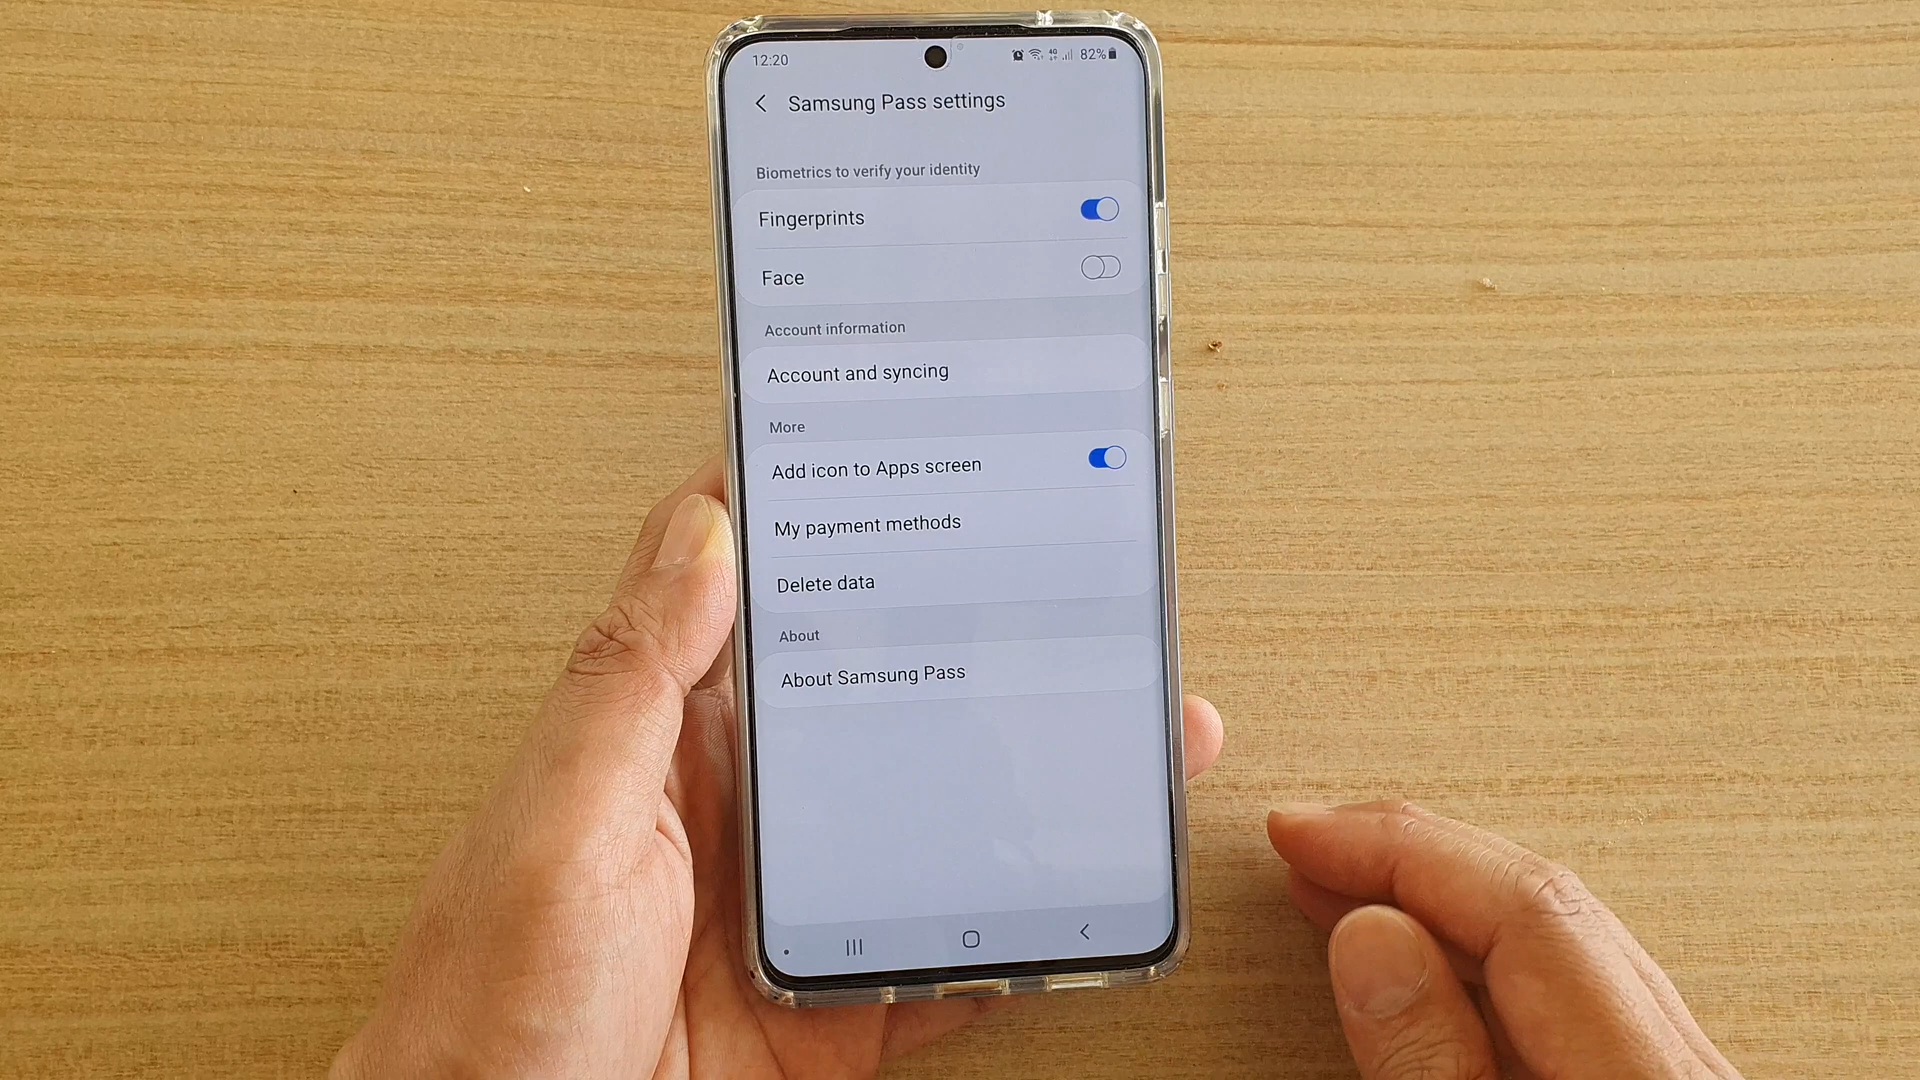 12:20
4G 82%
Samsung Pass settings
Biometrics to verify your identity
Fingerprints
Face
Account information
Account and syncing
More
Add icon to Apps screen
My payment methods
Delete data
About
About Samsung Pass